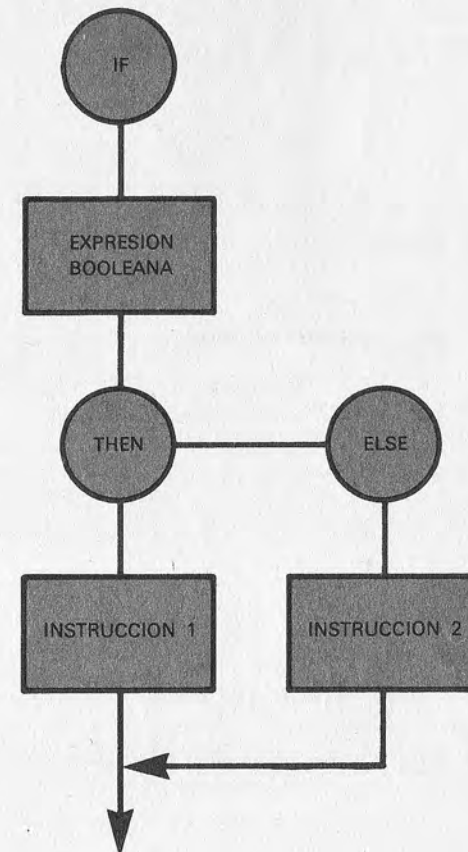 IF
EXPRESION
BOOLEANA
THEN
ELSE
INSTRUCCION 1
INSTRUCCION 2